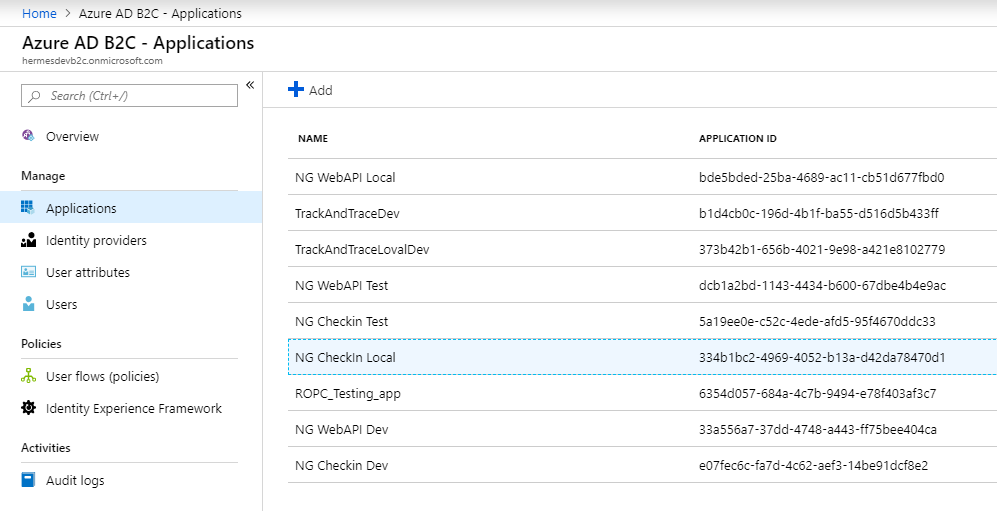 Home > Azure AD B2C - Applications
Azure AD B2C - Applications
hermesdevb2c.onmicrosoft.com
Search (Ctrl+/)
«
Overview
Manage
Applications
Identity providers
User attributes
Users
Policies
User flows (policies)
Identity Experience Framework
Activities
Audit logs
Add
NAME APPLICATION ID
NG WebAPI Local bde5bded-25ba-4689-ac11-cb51d677fbd0
TrackAndTraceDev b1d4cb0c-196d-4b1f-ba55-d516d5b433ff
TrackAndTraceLovalDev 373b42b1-656b-4021-9e98-a421e8102779
NG WebAPI Test dcb1a2bd-1143-4434-b600-67dbe4b4e9ac
NG Checkin Test 5a19ee0e-c52c-4ede-afd5-95f4670ddc33
NG CheckIn Local 334b1bc2-4969-4052-b13a-d42da78470d1
ROPC_Testing_app 6354d057-684a-4c7b-9494-e78f403af3c7
NG WebAPI Dev 33a556a7-37dd-4748-a443-ff75bee404ca
NG Checkin Dev e07fec6c-fa7d-4c62-aef3-14be91dcf8e2